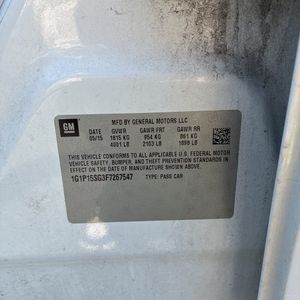 GM
MFD BY GENERAL MOTORS LLC
DATE GVWR GAWR FRT GAWR RR
05/15 1815 KG 954 KG 861 KG
4001 LB 2103 LB 1898 LB
THIS VEHICLE CONFORMS TO ALL APPLICABLE U.S. FEDERAL MOTOR
VEHICLE SAFETY, BUMPER, AND THEFT PREVENTION STANDARDS
IN EFFECT ON THE DATE OF MANUFACTURE SHOWN ABOVE.
1G1P15SG3F7267547 TYPE: PASS CAR